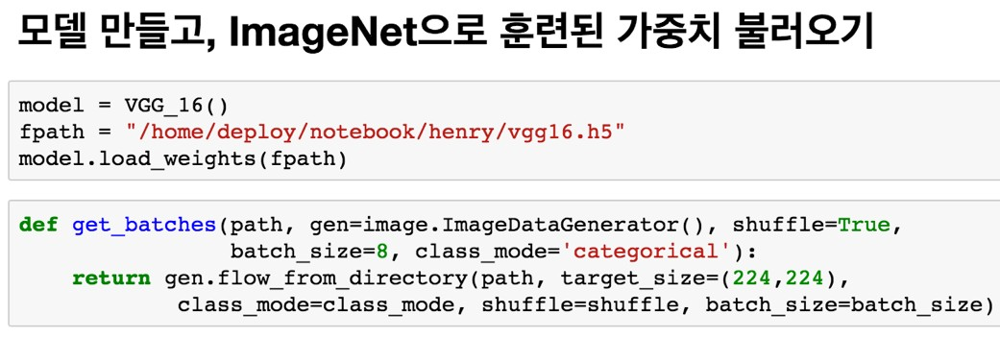 모델 만들고, ImageNet으로 훈련된 가중치 불러오기
model = VGG_16()
fpath = "/home/deploy/notebook/henry/vgg16.h5"
model.load_weights(fpath)
def get_batches(path, gen=image.ImageDataGenerator(), shuffle=True,
batch_size=8, class_mode='categorical'):
return gen.flow_from_directory(path, target_size=(224,224),
class_mode=class_mode, shuffle=shuffle, batch_size=batch_size)